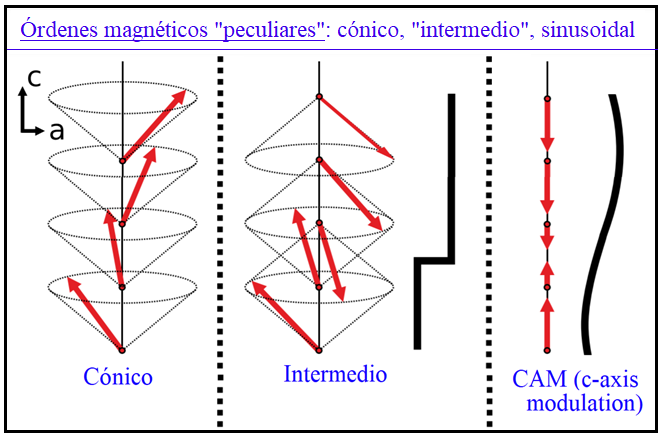 Órdenes magnéticos "peculiares": cónico, "intermedio", sinusoidal
c
a
Cónico
Intermedio
CAM (c-axis
modulation)